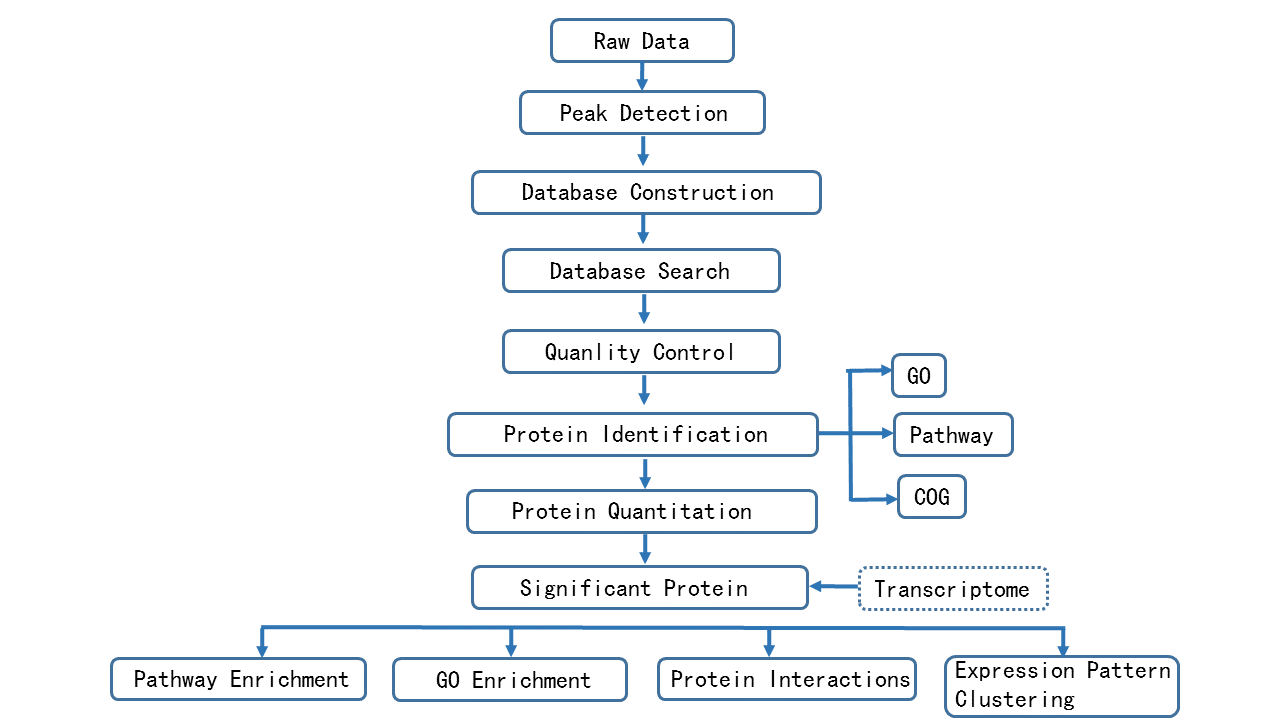 Raw Data
Peak Detection
Database Construction
Database Search
Quanlity Control
GO
Protein Identification
Pathway
COG
Protein Quantitation
Significant Protein
Transcriptome
Pathway Enrichment
GO Enrichment
Protein Interactions
Expression Pattern
Clustering